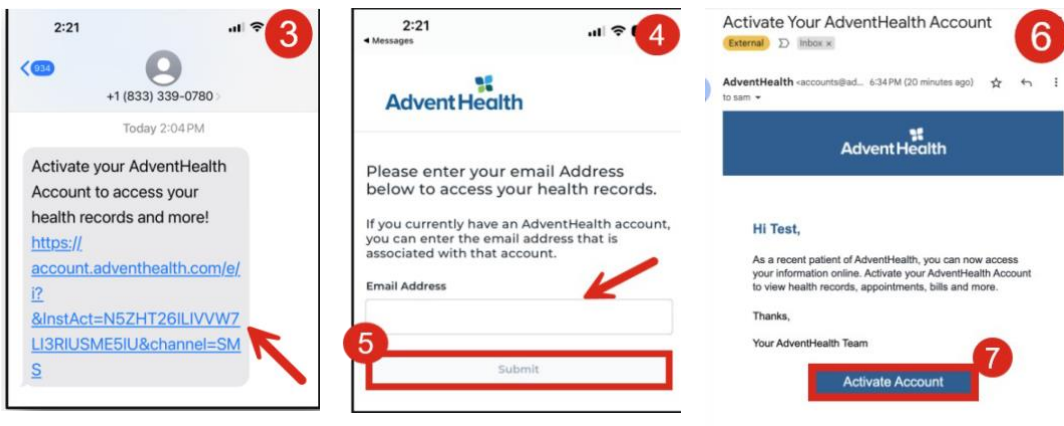 2:21
3
934
+1 (833) 339-0780
Today 2:04 PM
Activate your AdventHealth
Account to access your
health records and more!
https://
account.adventhealth.com/e/
i?
&InstAct=N5ZHT26ILIVVW7
LI3RIUSME5IU&channel=SM
S
2:21
Messages
4
AdventHealth
Please enter your email Address
below to access your health records.
If you currently have an AdventHealth account,
you can enter the email address that is
associated with that account.
Email Address
5
Submit
Activate Your AdventHealth Account
External Inbox x
6
AdventHealth <accounts@ad... 6:34 PM (20 minutes ago)
to sam
AdventHealth
Hi Test,
As a recent patient of AdventHealth, you can now access
your information online. Activate your AdventHealth Account
to view health records, appointments, bills and more.
Thanks,
Your AdventHealth Team
7
Activate Account